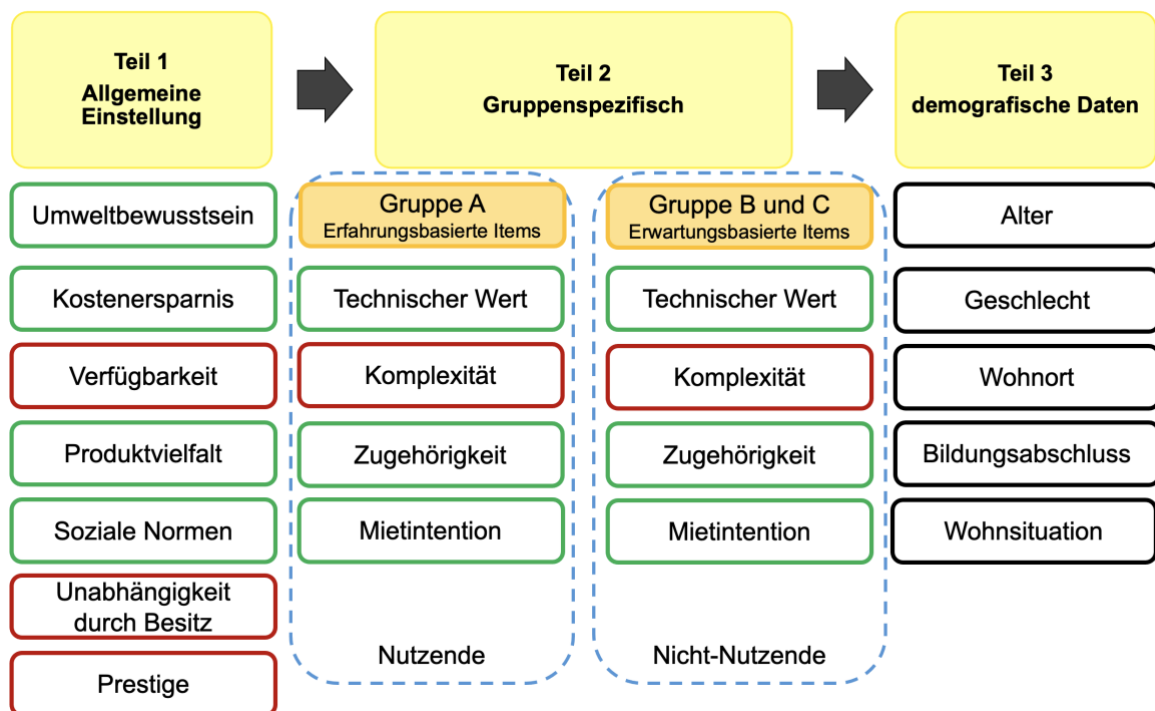 Teil 1
Allgemeine
Einstellung
Teil 2
Gruppenspezifisch
Teil 3
demografische Daten
Umweltbewusstsein
Kostenersparnis
Verfügbarkeit
Produktvielfalt
Soziale Normen
Unabhängigkeit
durch Besitz
Prestige
Gruppe A
Erfahrungsbasierte Items
Technischer Wert
Komplexität
Zugehörigkeit
Mietintention
Nutzende
Gruppe B und C
Erwartungsbasierte Items
Technischer Wert
Komplexität
Zugehörigkeit
Mietintention
Nicht-Nutzende
Alter
Geschlecht
Wohnort
Bildungsabschluss
Wohnsituation